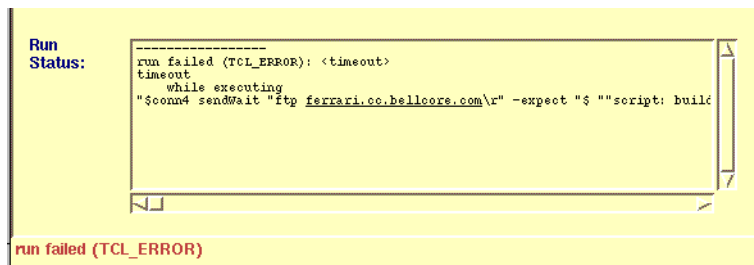 Run
Status:
-----------------
run failed (TCL_ERROR): <timeout>
timeout
while executing
"$conn4 sendWait "ftp ferrari.cc.bellcore.com\r" -expect "$ ""script: build
run failed (TCL_ERROR)